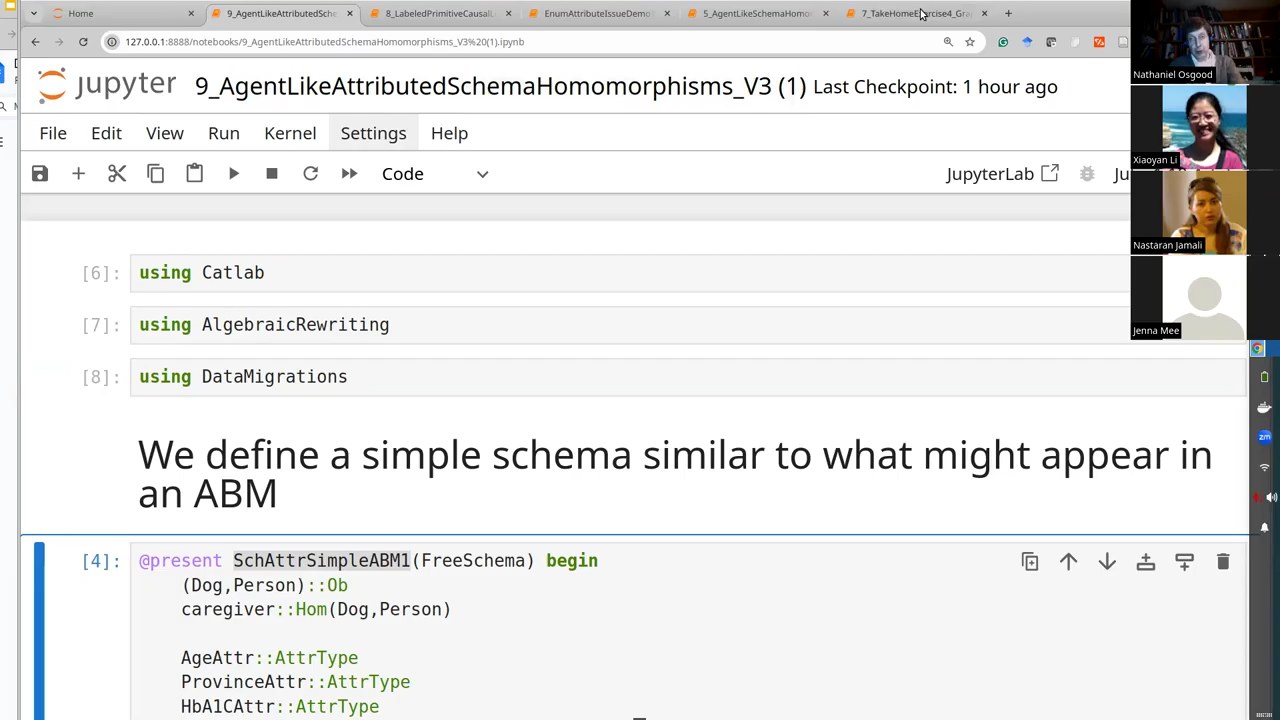 Home
9_AgentLikeAttributedSche
8_LabeledPrimitiveCausalL
EnumAttributeIssueDemo
5_AgentLikeSchemaHomor
7_TakeHomeExercise4_Gra
127.0.0.1:8888/notebooks/9_AgentLikeAttributedSchemaHomomorphisms_V3%20(1).ipynb
jupyter
9_AgentLikeAttributedSchemaHomomorphisms_V3 (1) Last Checkpoint: 1 hour ago
File Edit View Run Kernel Settings Help
Code
JupyterLab
Ju
[6]: using Catlab
[7]: using AlgebraicRewriting
[8]: using DataMigrations
We define a simple schema similar to what might appear in
an ABM
[4]: @present SchAttrSimpleABM1(FreeSchema) begin
(Dog,Person)::Ob
caregiver::Hom(Dog,Person)
AgeAttr::AttrType
ProvinceAttr::AttrType
HbA1CAttr::AttrType
Nathaniel Osgood
Xiaoyan Li
Nastaran Jamali
Jenna Mee
zm